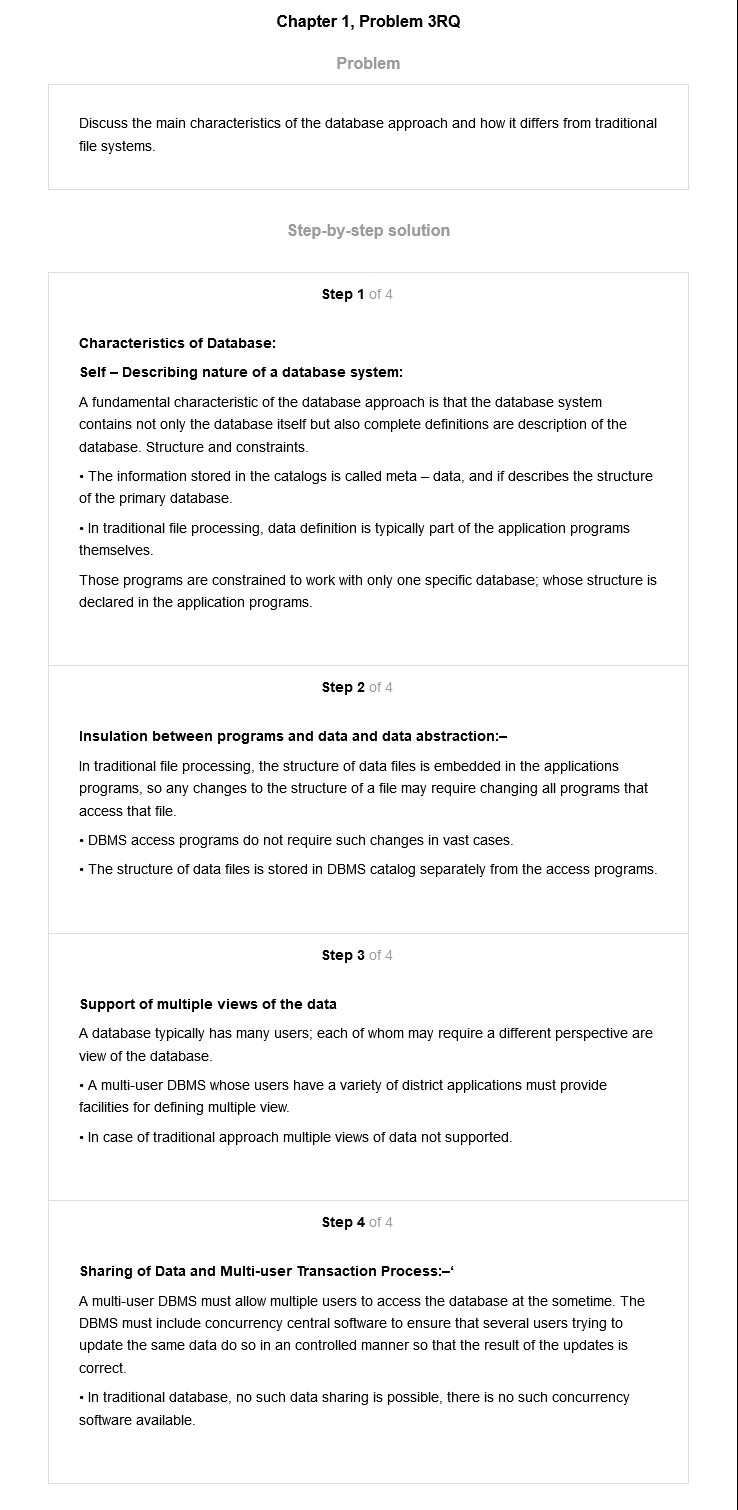 Chapter 1, Problem 3RQ
Problem
Discuss the main characteristics of the database approach and how it differs from traditional
file systems.
Step-by-step solution
Step 1 of 4
Characteristics of Database:
Self – Describing nature of a database system:
A fundamental characteristic of the database approach is that the database system
contains not only the database itself but also complete definitions are description of the
database. Structure and constraints.
• The information stored in the catalogs is called meta – data, and if describes the structure
of the primary database.
• In traditional file processing, data definition is typically part of the application programs
themselves.
Those programs are constrained to work with only one specific database; whose structure is
declared in the application programs.
Step 2 of 4
Insulation between programs and data and data abstraction:–
In traditional file processing, the structure of data files is embedded in the applications
programs, so any changes to the structure of a file may require changing all programs that
access that file.
• DBMS access programs do not require such changes in vast cases.
• The structure of data files is stored in DBMS catalog separately from the access programs.
Step 3 of 4
Support of multiple views of the data
A database typically has many users; each of whom may require a different perspective are
view of the database.
• A multi-user DBMS whose users have a variety of district applications must provide
facilities for defining multiple view.
• In case of traditional approach multiple views of data not supported.
Step 4 of 4
Sharing of Data and Multi-user Transaction Process:–‘
A multi-user DBMS must allow multiple users to access the database at the sometime. The
DBMS must include concurrency central software to ensure that several users trying to
update the same data do so in an controlled manner so that the result of the updates is
correct.
• In traditional database, no such data sharing is possible, there is no such concurrency
software available.